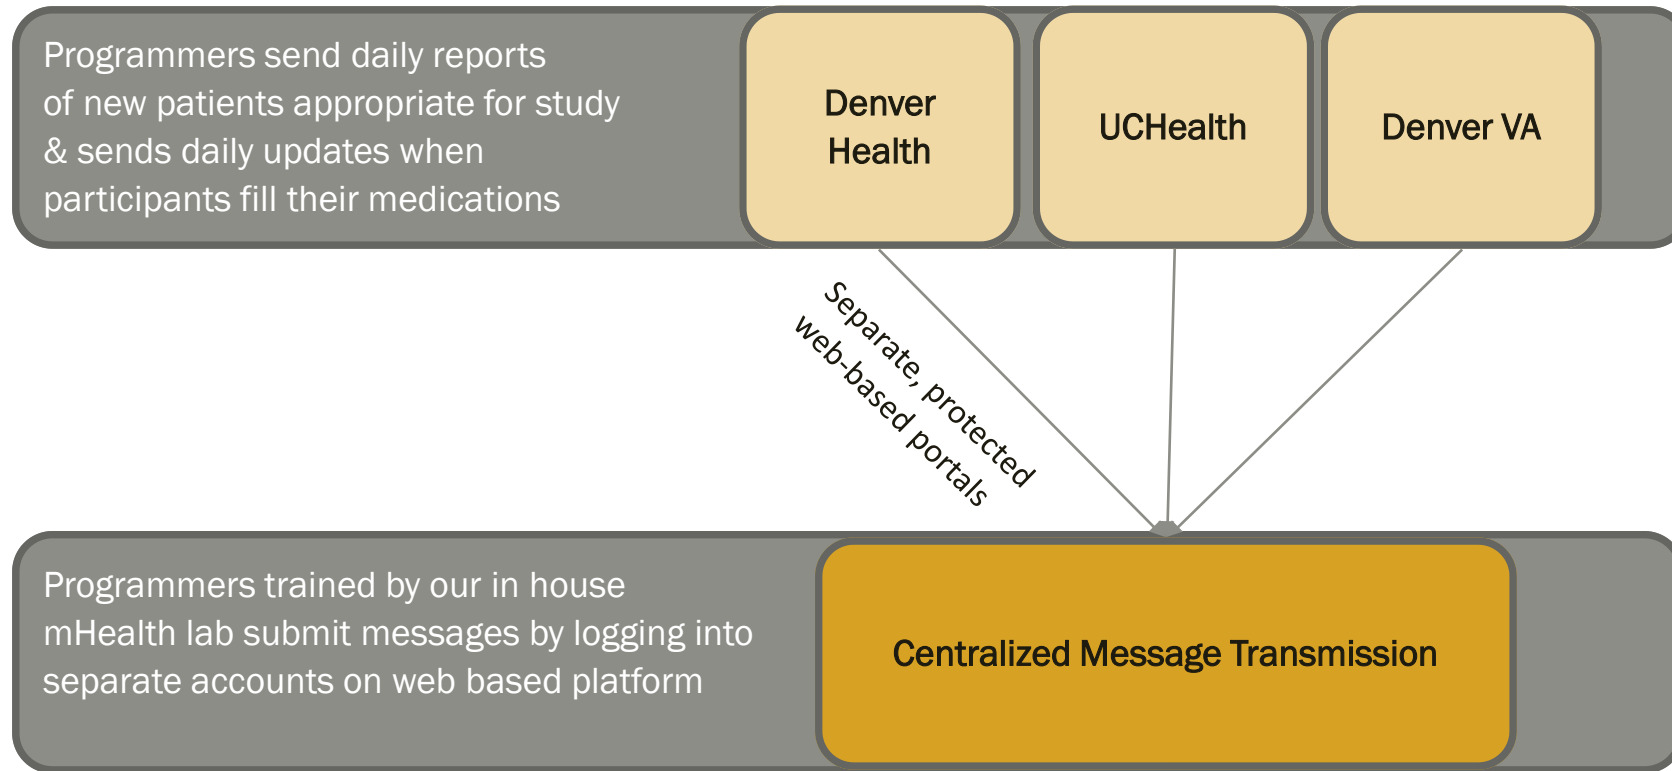 Programmers send daily reports
of new patients appropriate for study
& sends daily updates when
participants fill their medications
Denver
Health
UCHealth
Denver VA
Separate, protected
web-based portals
Programmers trained by our in house
mHealth lab submit messages by logging into
separate accounts on web based platform
Centralized Message Transmission